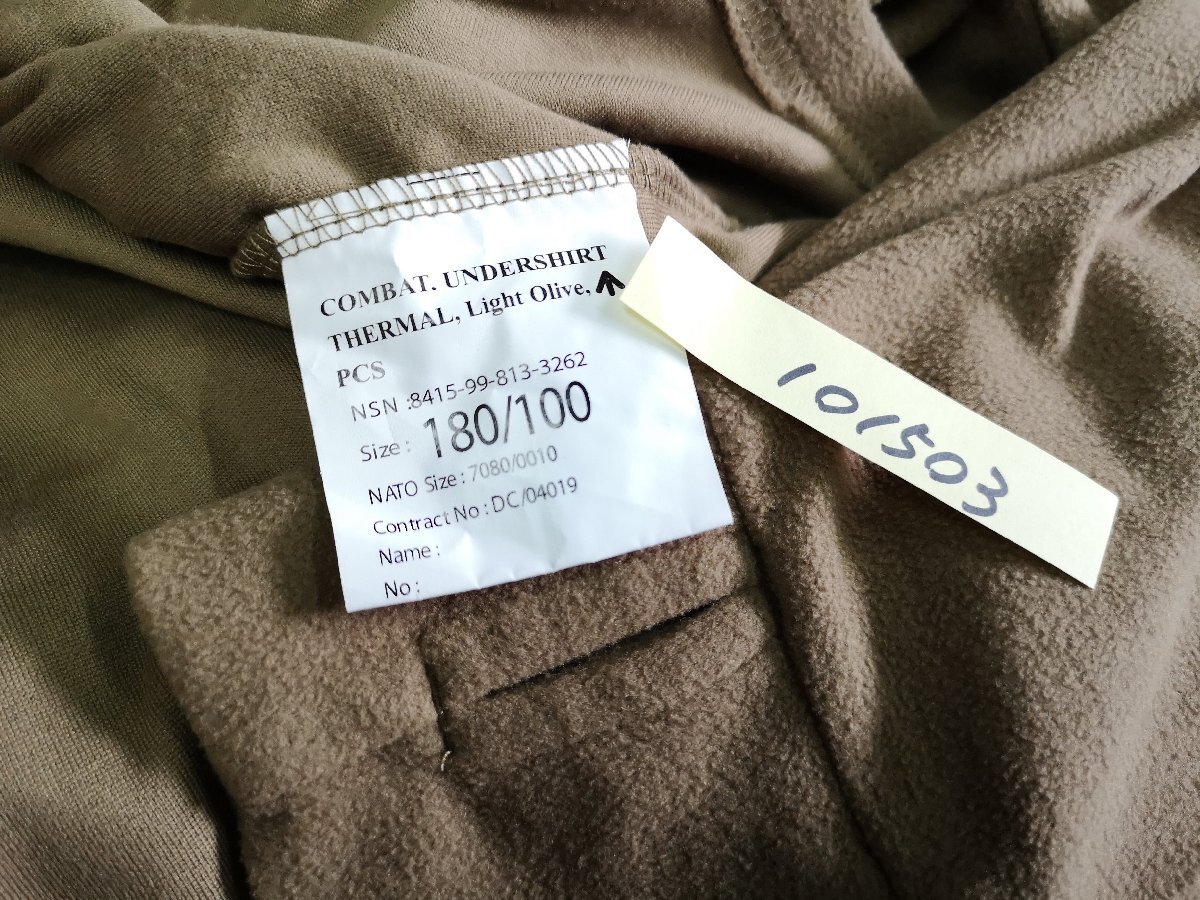 COMBAT. UNDERSHIRT
THERMAL, Light Olive,
PCS
NSN :8415-99-813-3262
Size : 180/100
NATO Size : 7080/0010
Contract No : DC/04019
Name :
No :
101503